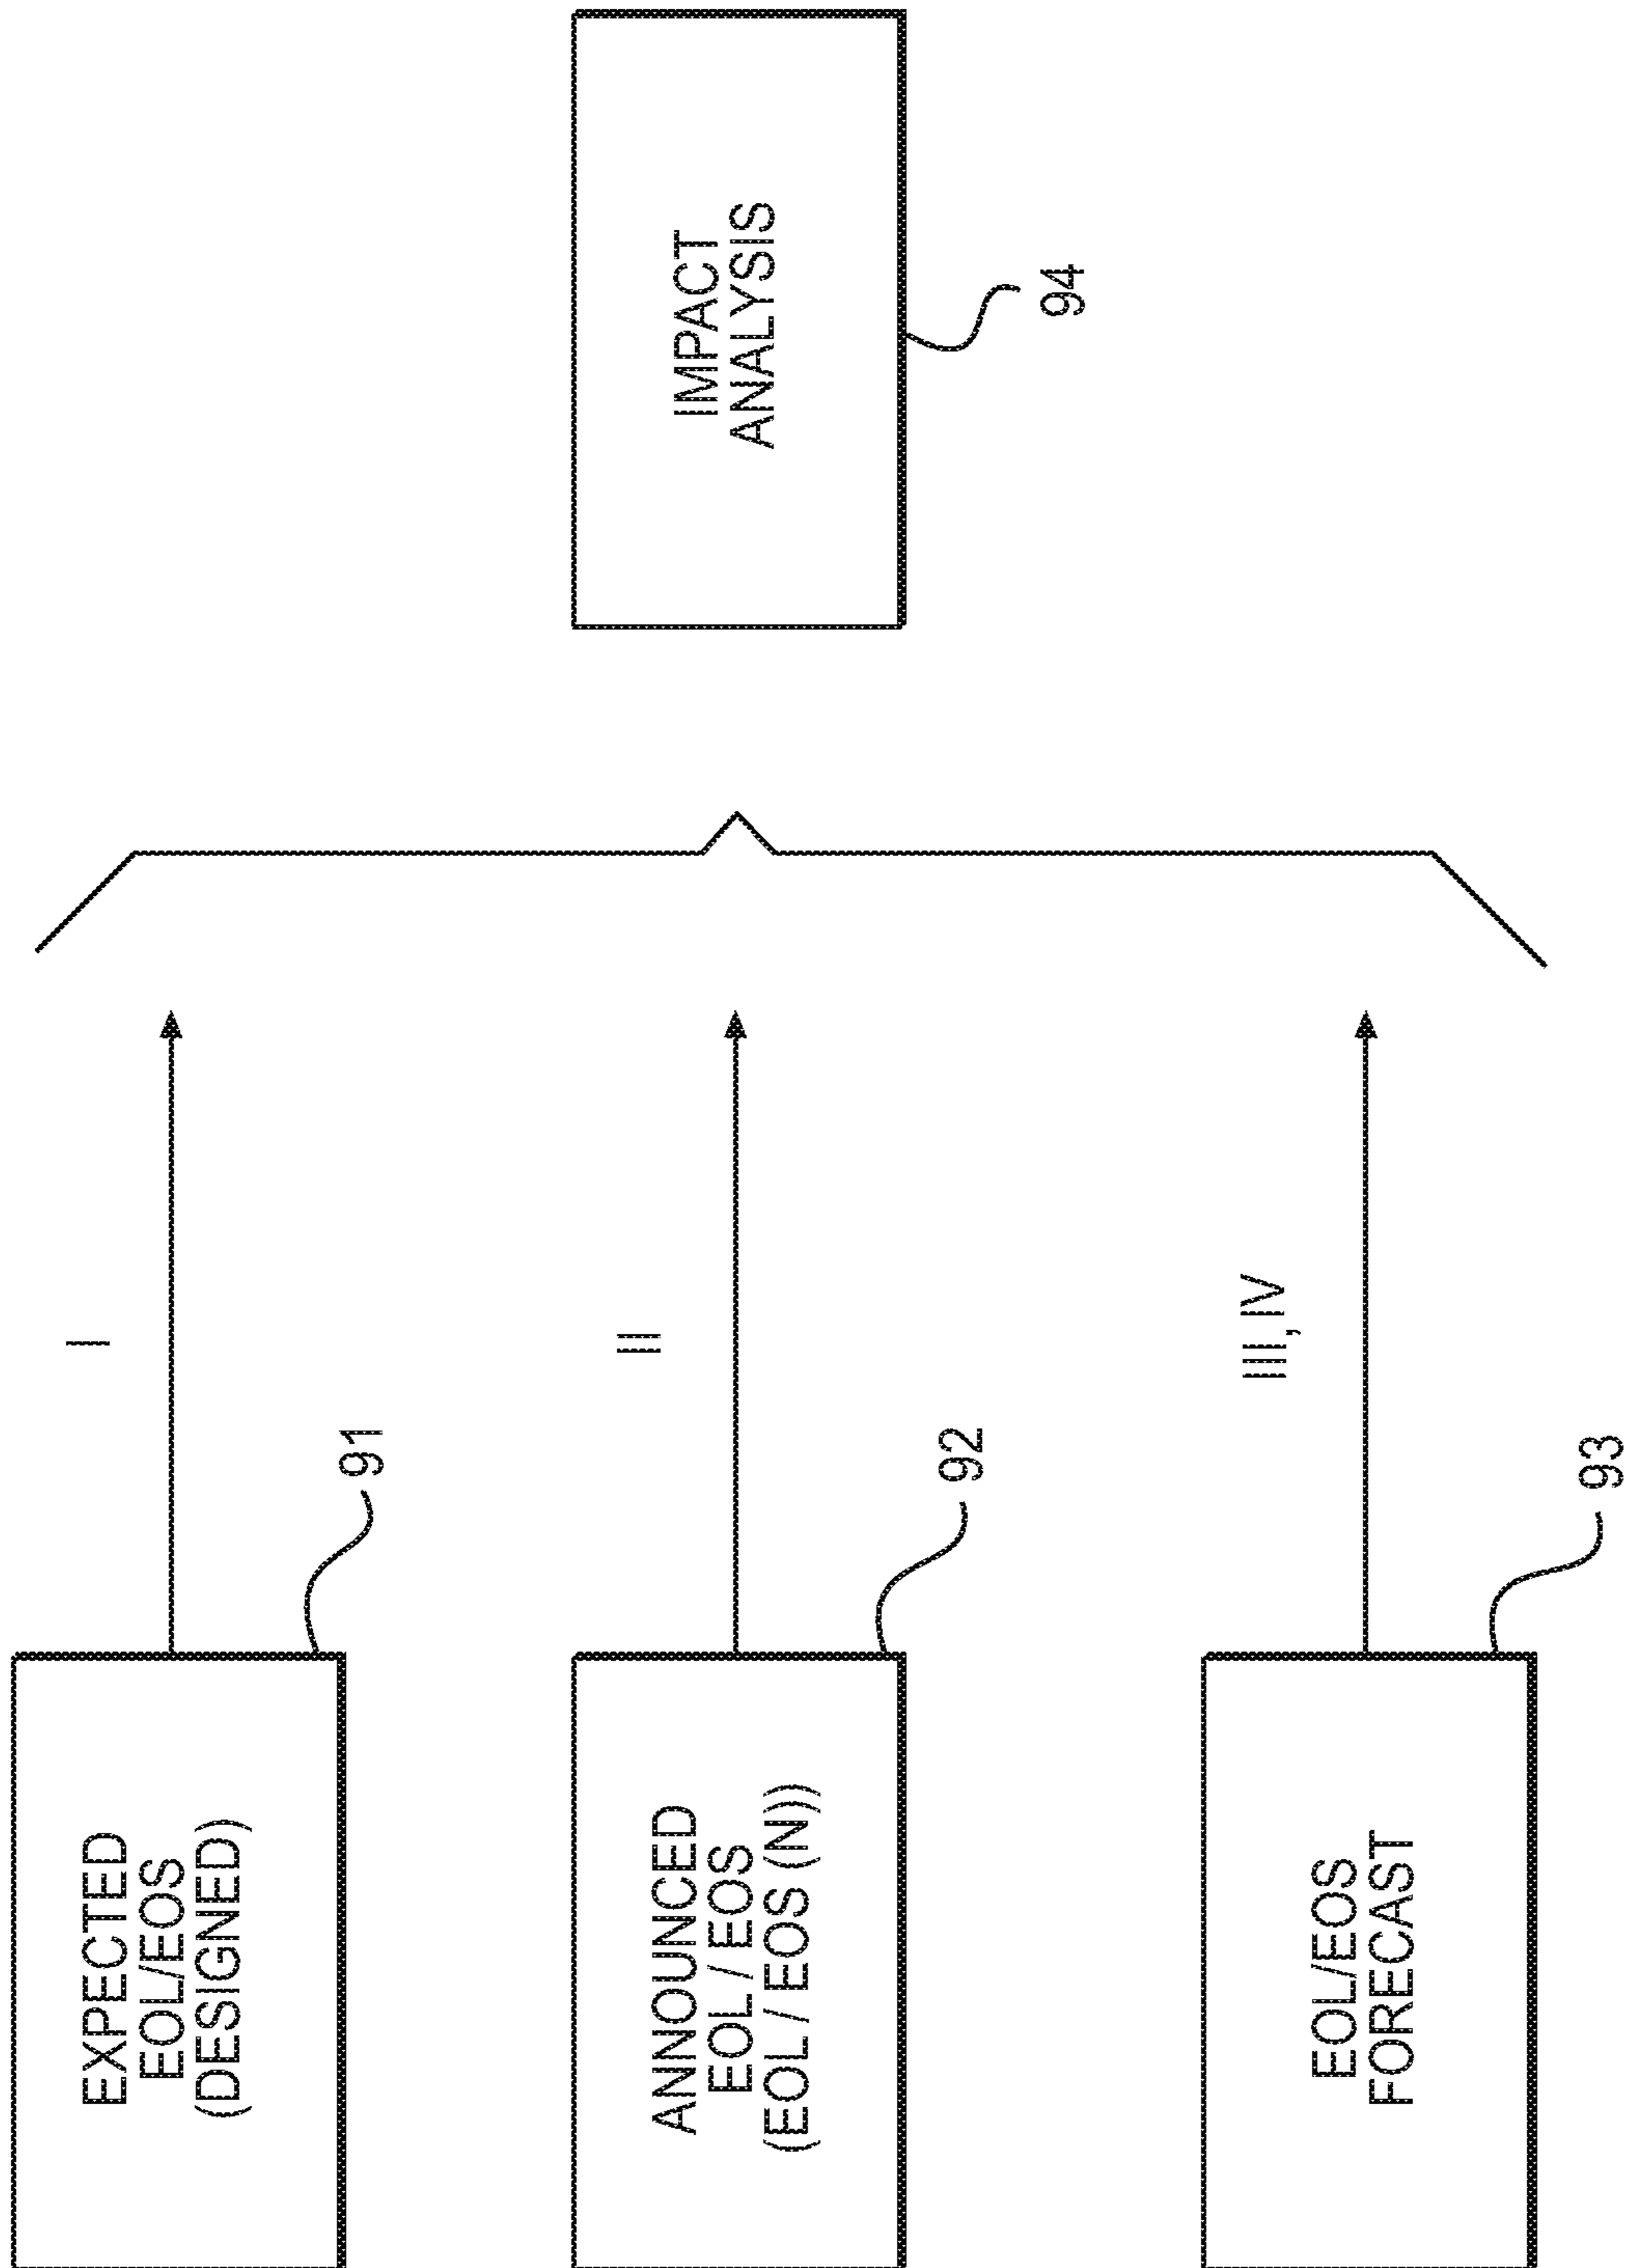 EXPECTED
EOL/EOS
(DESIGNED)
91
I
ANNOUNCED
EOL / EOS
(EOL / EOS (N))
92
II
EOL/EOS
FORECAST
93
III, IV
IMPACT
ANALYSIS
94